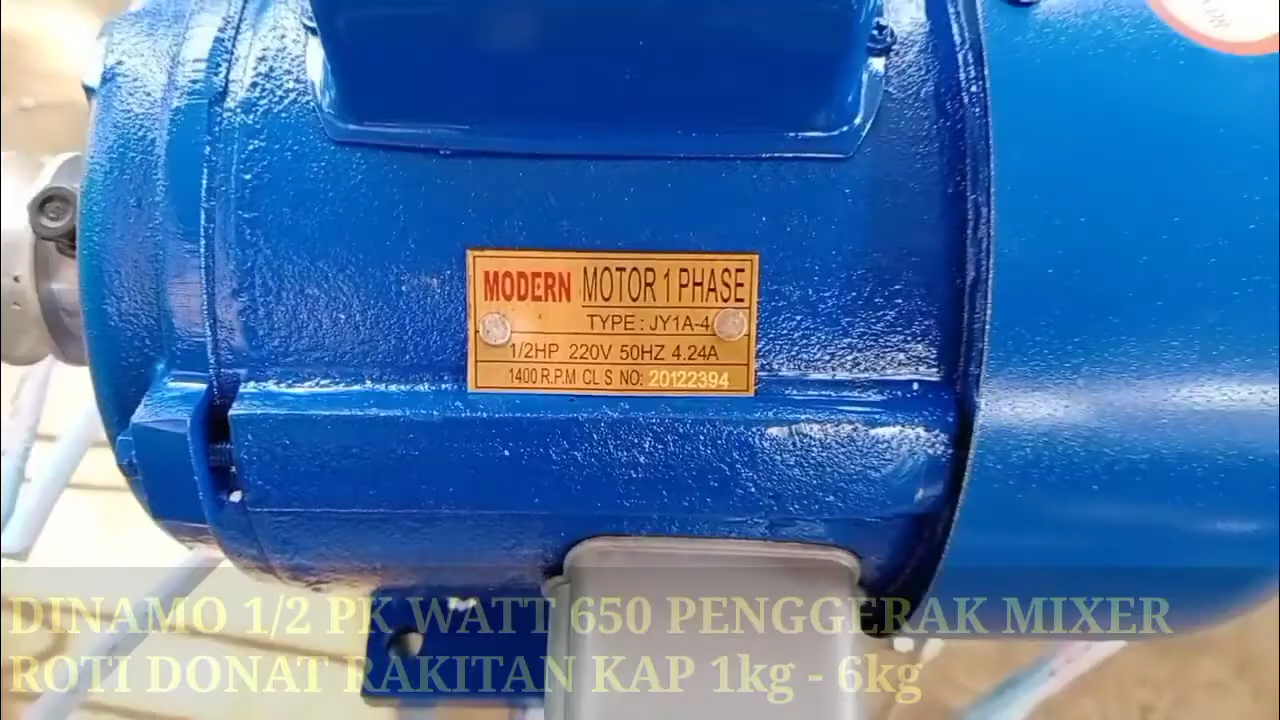 MODERN MOTOR 1 PHASE
TYPE : JY1A-4
1/2HP 220V 50HZ 4.24A
1400 R.P.M CL S NO: 20122394
DINAMO 1/2 PK WATT 650 PENGGERAK MIXER
ROTI DONAT RAKITAN KAP 1kg - 6kg